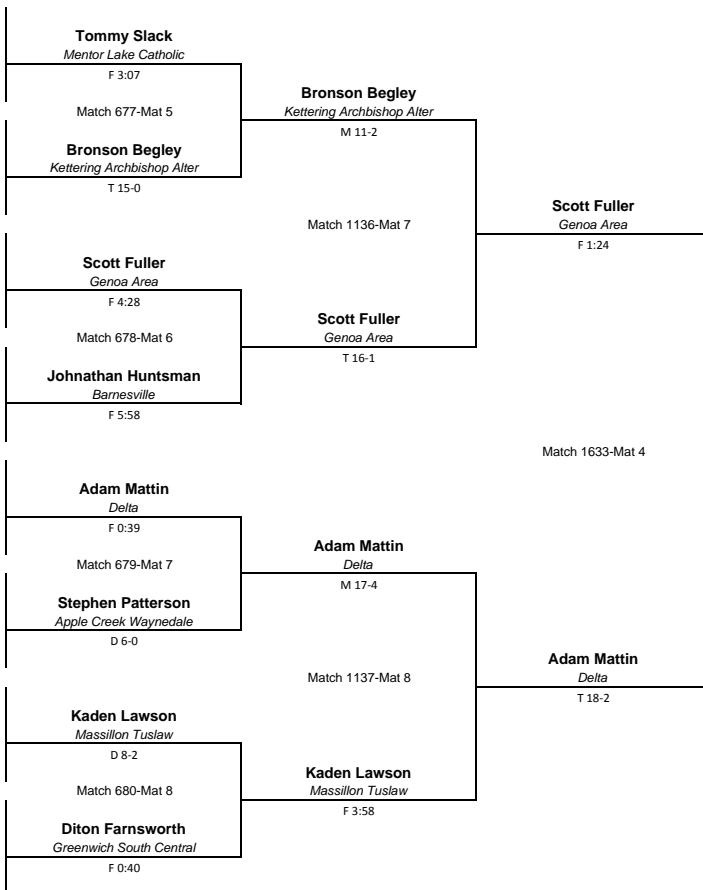 Tommy Slack
Mentor Lake Catholic
F 3:07
Match 677-Mat 5
Bronson Begley
Kettering Archbishop Alter
T 15-0
Scott Fuller
Genoa Area
F 4:28
Match 678-Mat 6
Johnathan Huntsman
Barnesville
F 5:58
Adam Mattin
Delta
F 0:39
Match 679-Mat 7
Stephen Patterson
Apple Creek Waynedale
D 6-0
Kaden Lawson
Massillon Tuslaw
D 8-2
Match 680-Mat 8
Diton Farnsworth
Greenwich South Central
F 0:40
Bronson Begley
Kettering Archbishop Alter
M 11-2
Match 1136-Mat 7
Scott Fuller
Genoa Area
T 16-1
Adam Mattin
Delta
M 17-4
Match 1137-Mat 8
Kaden Lawson
Massillon Tuslaw
F 3:58
Scott Fuller
Genoa Area
F 1:24
Match 1633-Mat 4
Adam Mattin
Delta
T 18-2